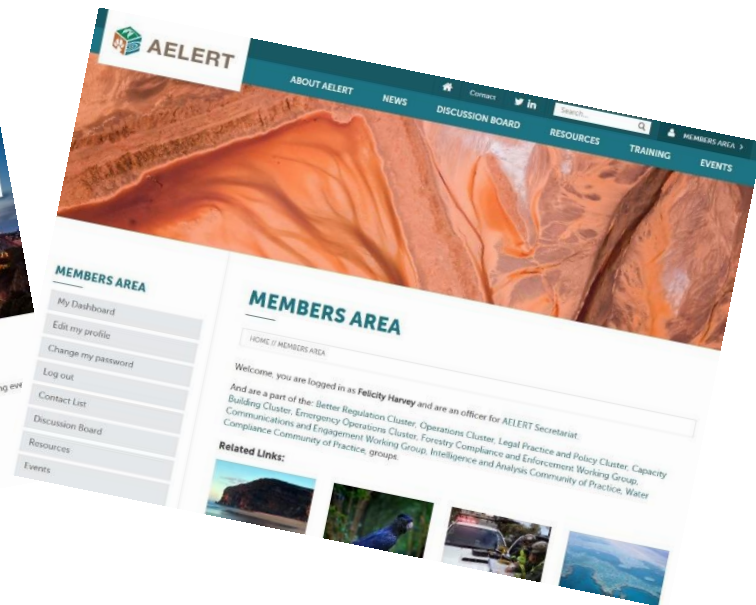 AELERT
Contact
Search...
MEMBERS AREA >
ABOUT AELERT
NEWS
DISCUSSION BOARD
RESOURCES
TRAINING
EVENTS
MEMBERS AREA
My Dashboard
Edit my profile
Change my password
Log out
Contact List
Discussion Board
Resources
Events
MEMBERS AREA
HOME // MEMBERS AREA
Welcome, you are logged in as Felicity Harvey and are an officer for AELERT Secretariat.
And are a part of the: Better Regulation Cluster, Operations Cluster, Legal Practice and Policy Cluster, Capacity
Building Cluster, Emergency Operations Cluster, Forestry Compliance and Enforcement Working Group,
Communications and Engagement Working Group, Intelligence and Analysis Community of Practice, Water
Compliance Community of Practice, groups.
Related Links: